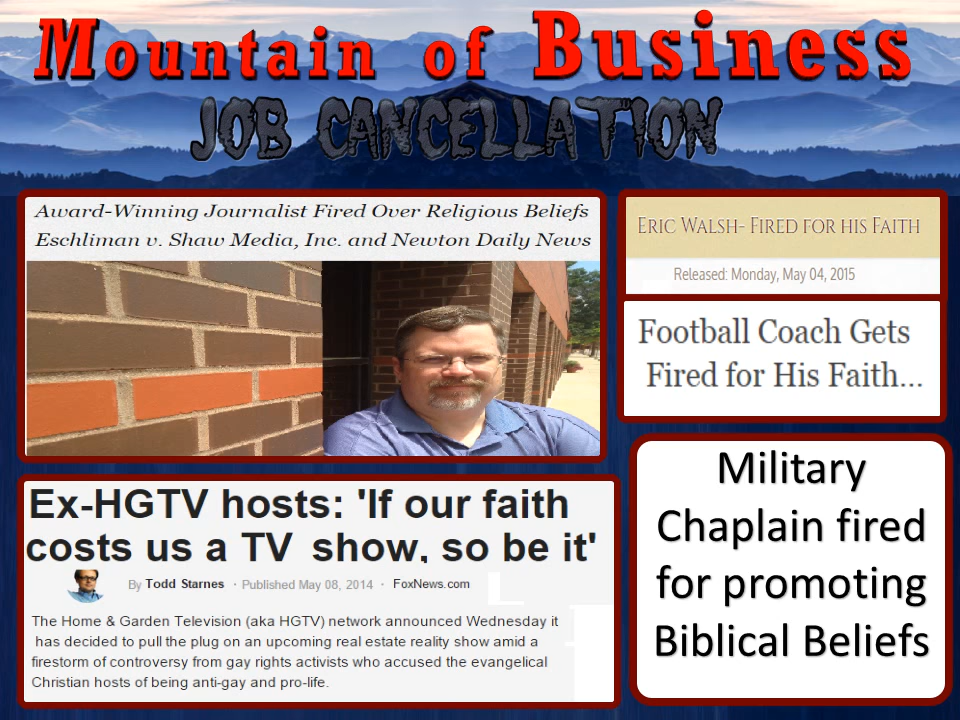 Mountain of Business
JOB CANCELLATION
Award-Winning Journalist Fired Over Religious Beliefs
Eschliman v. Shaw Media, Inc. and Newton Daily News
ERIC WALSH- FIRED FOR HIS FAITH
Released: Monday, May 04, 2015
Football Coach Gets
Fired for His Faith...
Ex-HGTV hosts: 'If our faith
costs us a TV show, so be it'
By Todd Starnes · Published May 08, 2014 · FoxNews.com
The Home & Garden Television (aka HGTV) network announced Wednesday it
has decided to pull the plug on an upcoming real estate reality show amid a
firestorm of controversy from gay rights activists who accused the evangelical
Christian hosts of being anti-gay and pro-life.
Military
Chaplain fired
for promoting
Biblical Beliefs